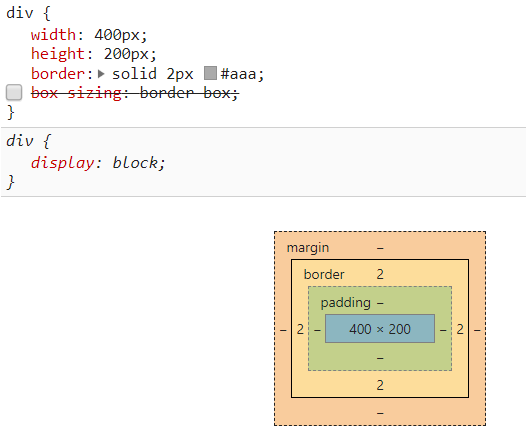 div {
width: 400px;
height: 200px;
border: solid 2px #aaa;
box-sizing: border-box;
}
div {
display: block;
}
margin –
border 2
padding –
– 2 – 400 × 200 – 2 –
–
2
–